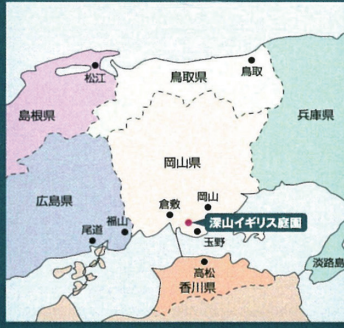 松江
鳥取
鳥取県
島根県
兵庫県
岡山県
広島県
倉敷
岡山
深山イギリス庭園
福山
尾道
玉野
淡路島
高松
香川県